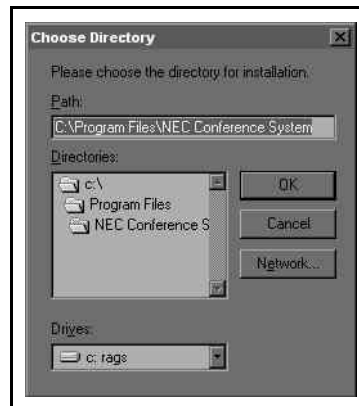 Choose Directory
Please choose the directory for installation.
Path:
C:\Program Files\NEC Conference System
Directories:
c:\
Program Files
NEC Conference S
OK
Cancel
Network...
Drives:
c: rags